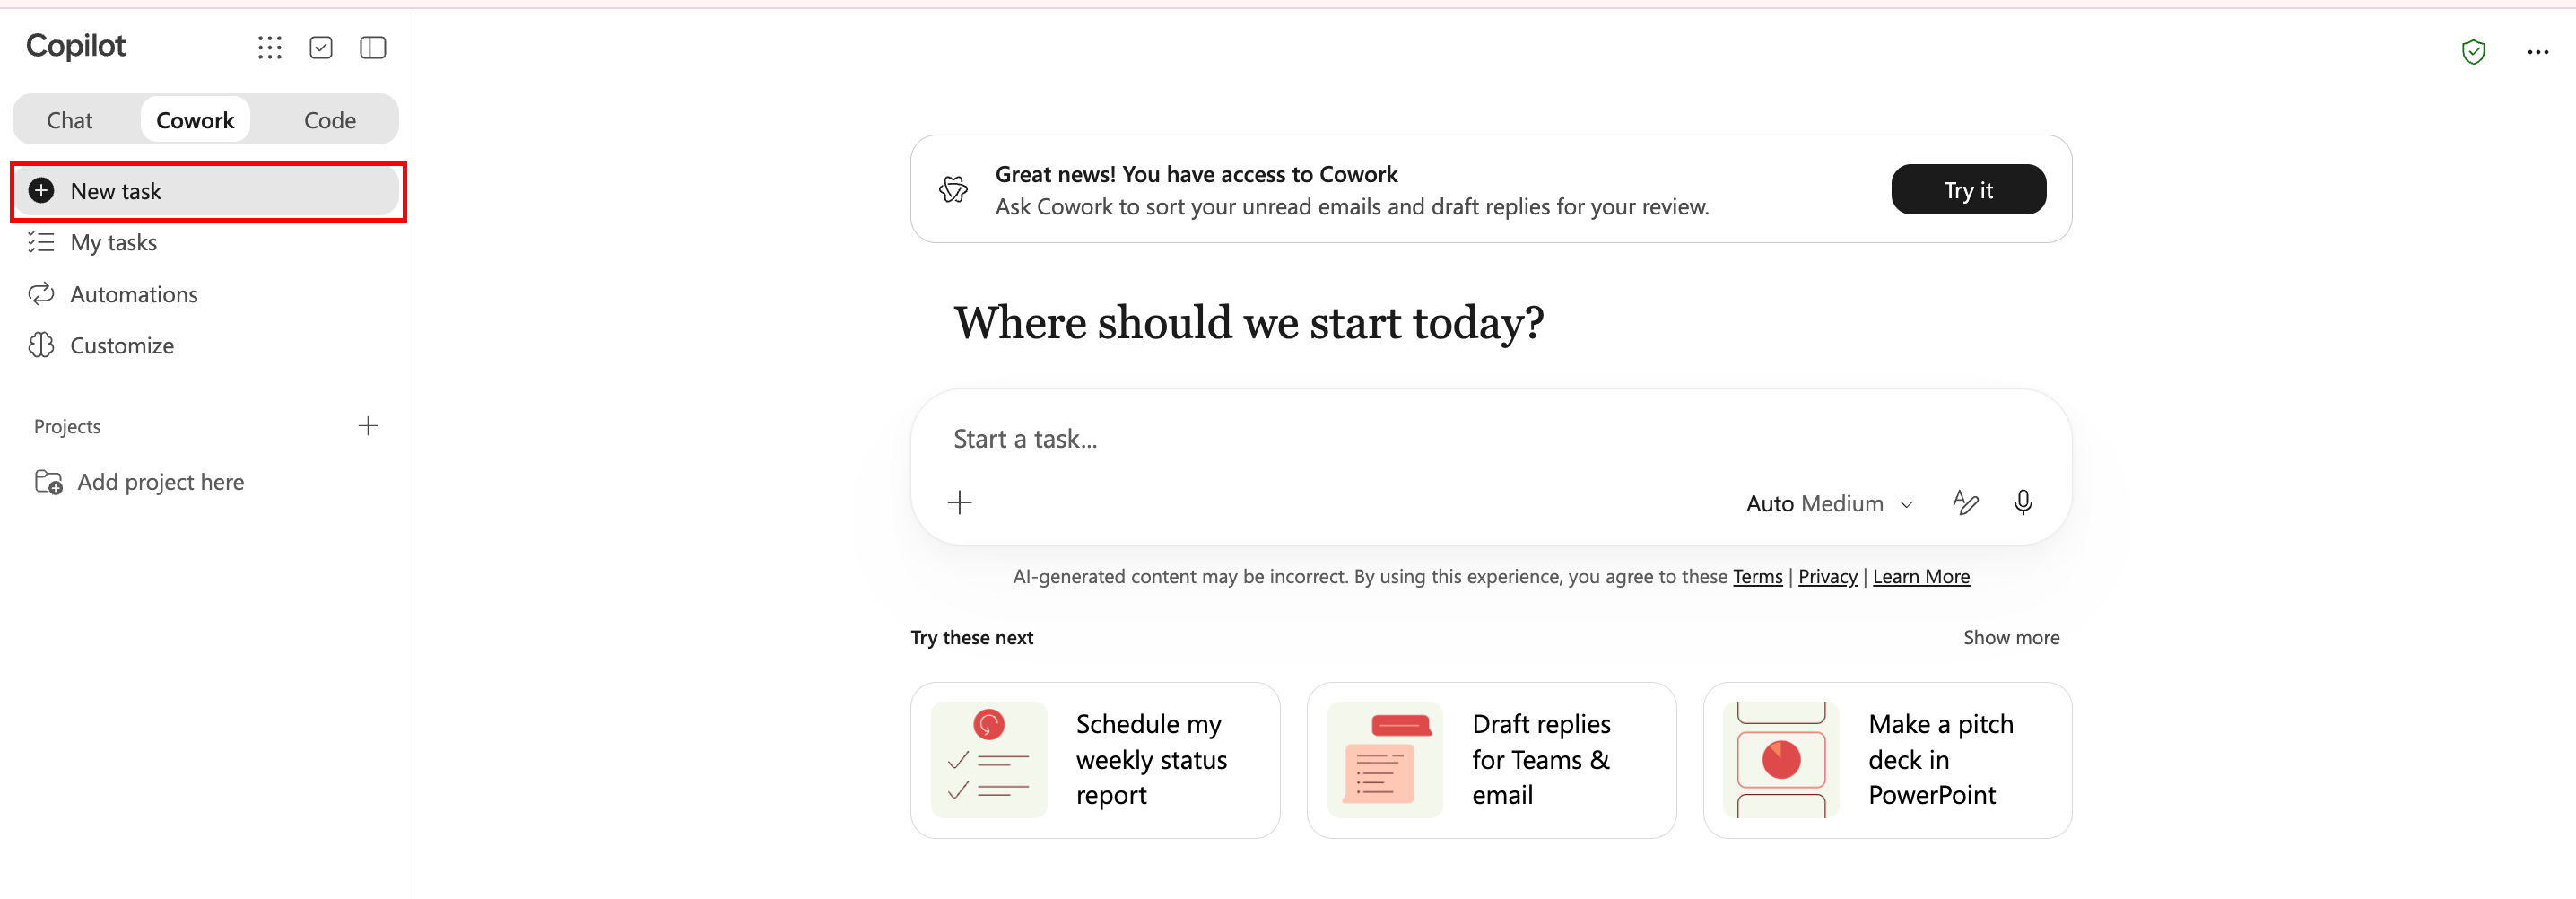 Copilot
Chat
Cowork
Code
New task
My tasks
Automations
Customize
Projects
Add project here
Great news! You have access to Cowork
Ask Cowork to sort your unread emails and draft replies for your review.
Try it
Where should we start today?
Start a task...
Auto Medium
AI-generated content may be incorrect. By using this experience, you agree to these Terms | Privacy | Learn More
Try these next
Show more
Schedule my
weekly status
report
Draft replies
for Teams &
email
Make a pitch
deck in
PowerPoint